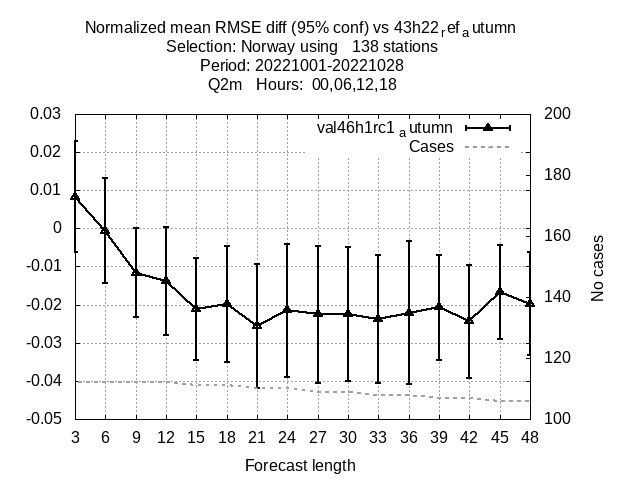 Normalized mean RMSE diff (95% conf) vs 43h22refautumn
Selection: Norway using 138 stations
Period: 20221001-20221028
Q2m Hours: 00,06,12,18
0.03
0.02
0.01
0
-0.01
-0.02
-0.03
-0.04
-0.05
200
180
160
140
120
100
val46h1rc1autumn
Cases
No cases
3 6 9 12 15 18 21 24 27 30 33 36 39 42 45 48
Forecast length